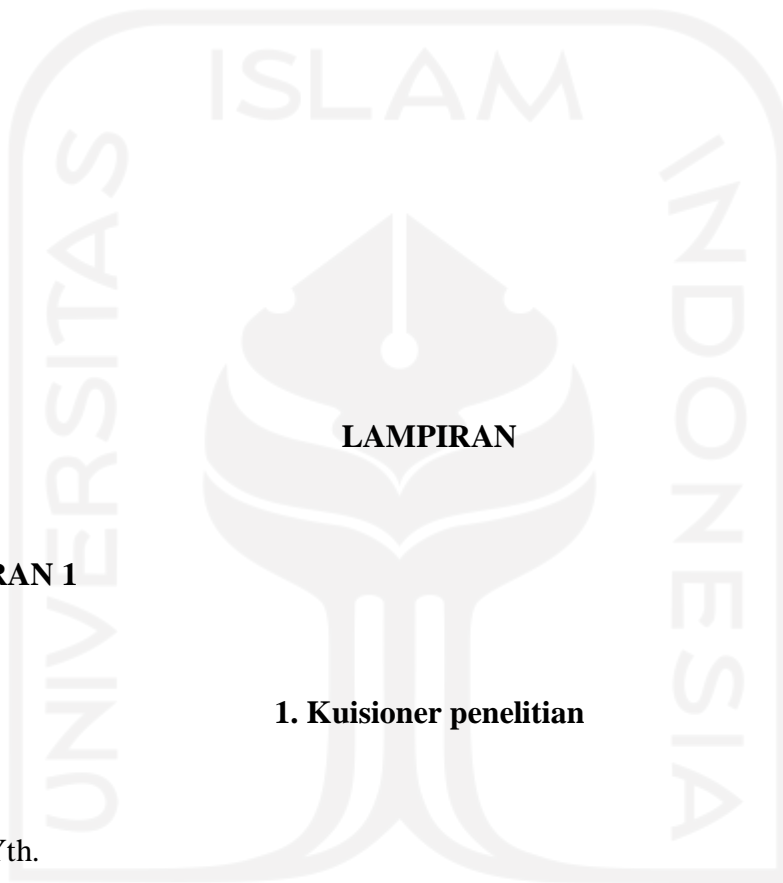 ISLAM
UNIVERSITAS
INDONESIA
LAMPIRAN
RAN 1
1. Kuisioner penelitian
Yth.